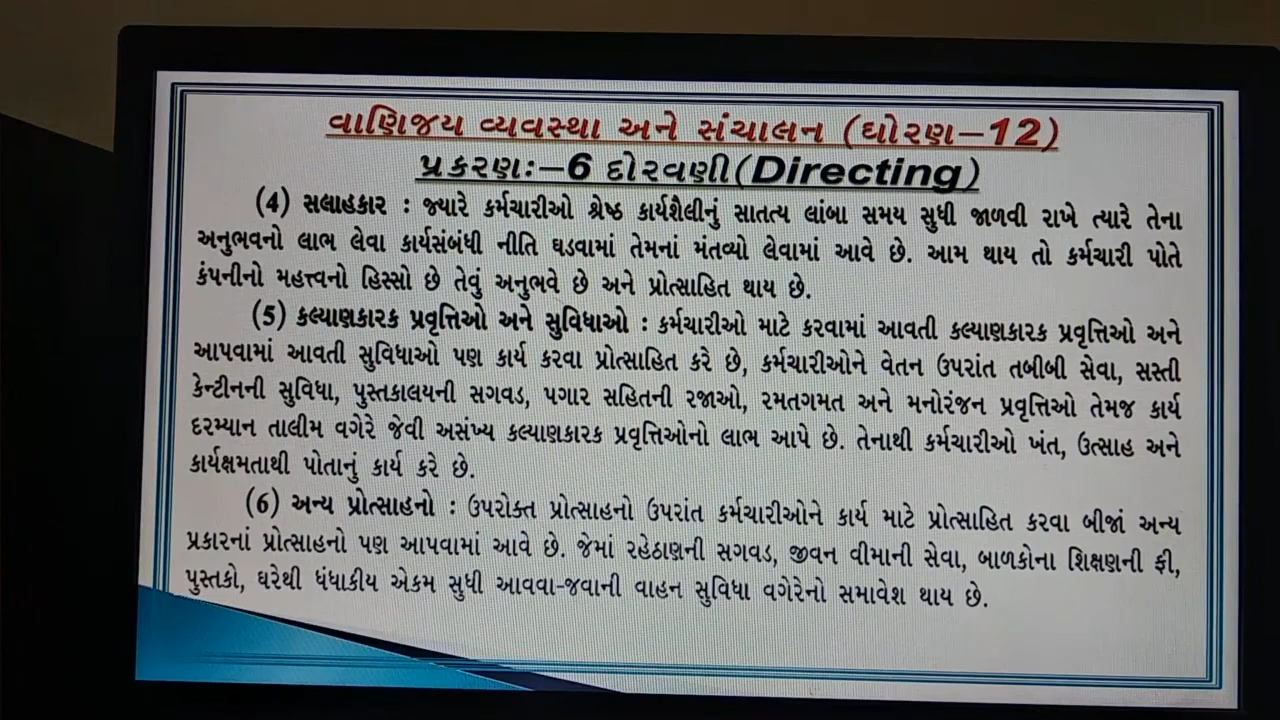 વાણિજય વ્યવસ્થા અને સંચાલન (ધોરણ–12)
પ્રકરણઃ–6 દોરવણી(Directing)
(4) સલાહકાર : જ્યારે કર્મચારીઓ શ્રેષ્ઠ કાર્યશૈલીનું સાતત્ય લાંબા સમય સુધી જાળવી રાખે ત્યારે તેના
અનુભવનો લાભ લેવા કાર્યસંબંધી નીતિ ઘડવામાં તેમનાં મંતવ્યો લેવામાં આવે છે. આમ થાય તો કર્મચારી પોતે
કંપનીનો મહત્ત્વનો હિસ્સો છે તેવું અનુભવે છે અને પ્રોત્સાહિત થાય છે.
(5) કલ્યાણકારક પ્રવૃત્તિઓ અને સુવિધાઓ : કર્મચારીઓ માટે કરવામાં આવતી કલ્યાણકારક પ્રવૃત્તિઓ અને
આપવામાં આવતી સુવિધાઓ પણ કાર્ય કરવા પ્રોત્સાહિત કરે છે, કર્મચારીઓને વેતન ઉપરાંત તબીબી સેવા, સસ્તી
કેન્ટીનની સુવિધા, પુસ્તકાલયની સગવડ, પગાર સહિતની રજાઓ, રમતગમત અને મનોરંજન પ્રવૃત્તિઓ તેમજ કાર્ય
દરમ્યાન તાલીમ વગેરે જેવી અસંખ્ય કલ્યાણકારક પ્રવૃત્તિઓનો લાભ આપે છે. તેનાથી કર્મચારીઓ ખંત, ઉત્સાહ અને
કાર્યક્ષમતાથી પોતાનું કાર્ય કરે છે.
(6) અન્ય પ્રોત્સાહનો : ઉપરોક્ત પ્રોત્સાહનો ઉપરાંત કર્મચારીઓને કાર્ય માટે પ્રોત્સાહિત કરવા બીજાં અન્ય
પ્રકારનાં પ્રોત્સાહનો પણ આપવામાં આવે છે. જેમાં રહેઠાણની સગવડ, જીવન વીમાની સેવા, બાળકોના શિક્ષણની ફી,
પુસ્તકો, ઘરેથી ધંધાકીય એકમ સુધી આવવા-જવાની વાહન સુવિધા વગેરેનો સમાવેશ થાય છે.